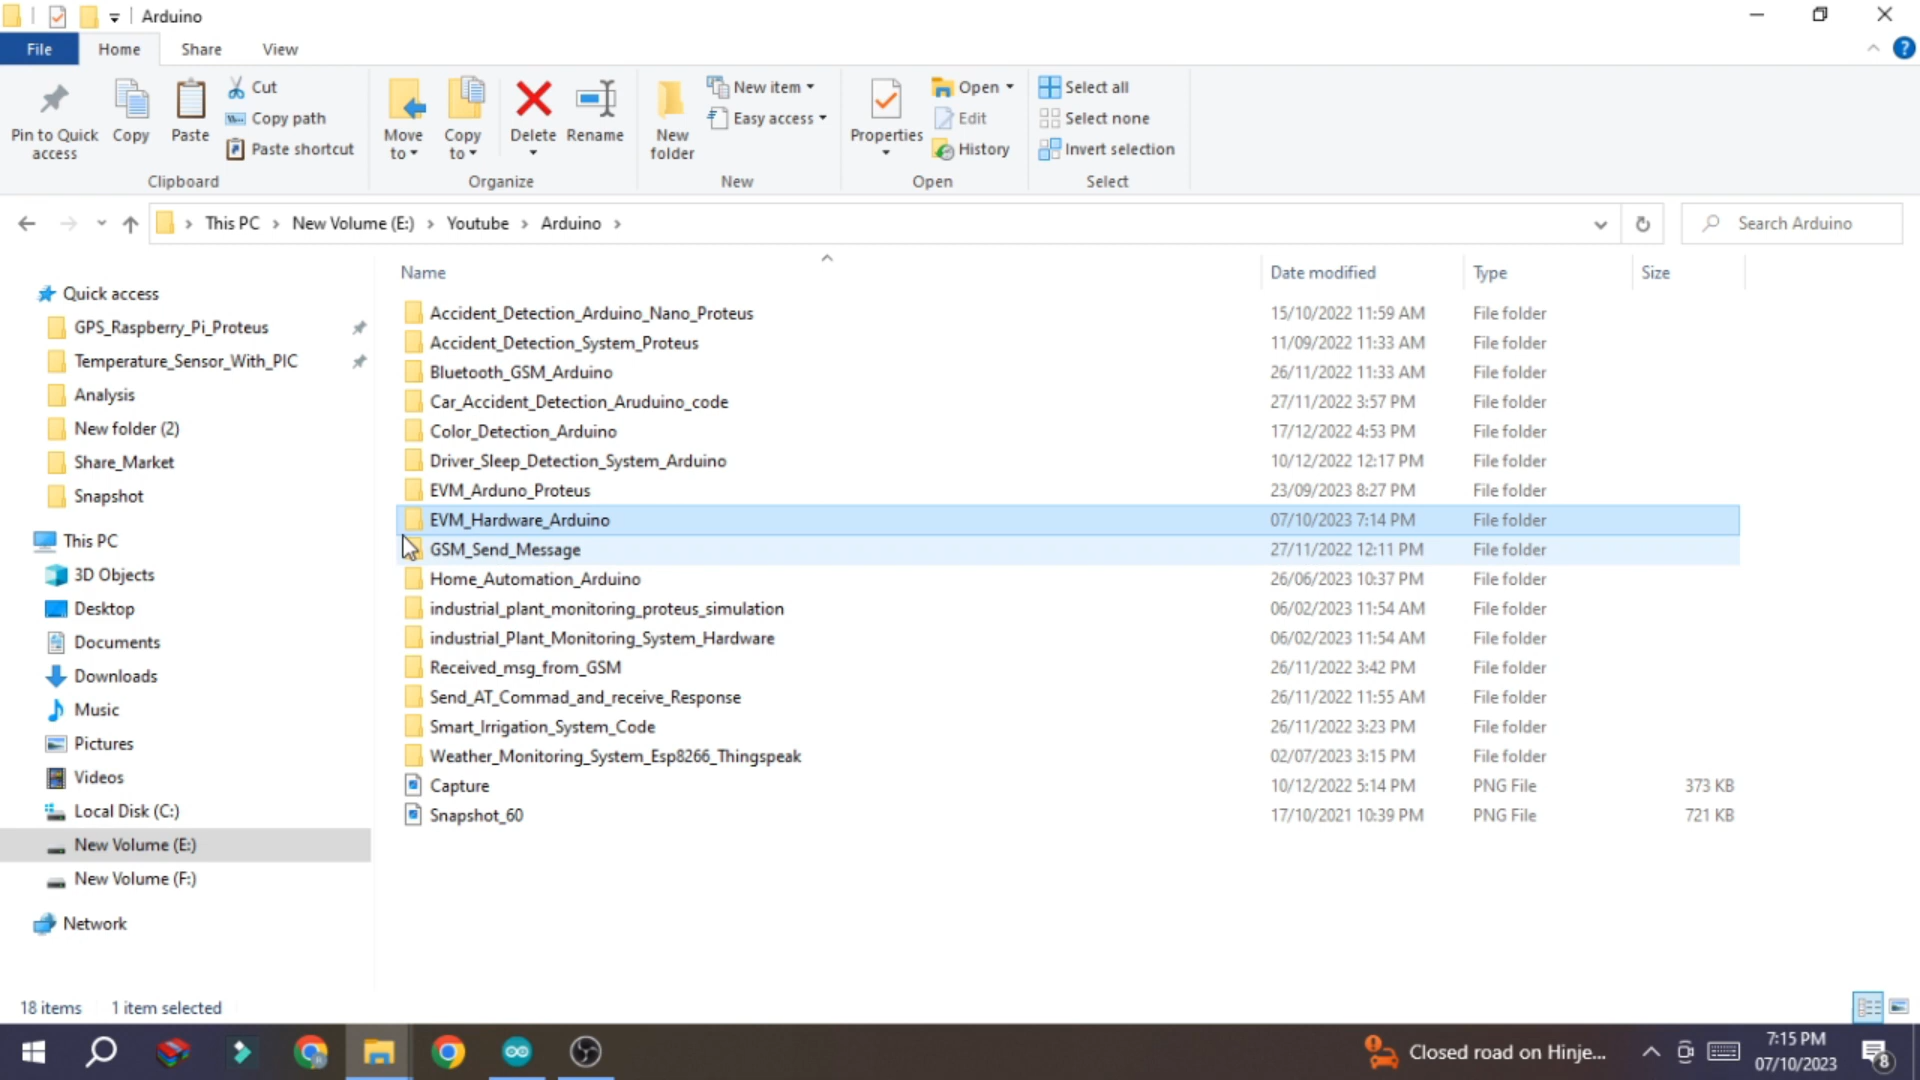 Arduino
File Home Share View
Pin to Quick access
Copy
Paste
Cut
Copy path
Paste shortcut
Clipboard
Move to
Copy to
Delete
Rename
Organize
New folder
New item
Easy access
New
Properties
Open
Edit
History
Open
Select all
Select none
Invert selection
Select
This PC > New Volume (E:) > Youtube > Arduino >
Search Arduino
Quick access
GPS_Raspberry_Pi_Proteus
Temperature_Sensor_With_PIC
Analysis
New folder (2)
Share_Market
Snapshot
This PC
3D Objects
Desktop
Documents
Downloads
Music
Pictures
Videos
Local Disk (C:)
New Volume (E:)
New Volume (F:)
Network
Name Date modified Type Size
Accident_Detection_Arduino_Nano_Proteus 15/10/2022 11:59 AM File folder
Accident_Detection_System_Proteus 11/09/2022 11:33 AM File folder
Bluetooth_GSM_Arduino 26/11/2022 11:33 AM File folder
Car_Accident_Detection_Aruduino_code 27/11/2022 3:57 PM File folder
Color_Detection_Arduino 17/12/2022 4:53 PM File folder
Driver_Sleep_Detection_System_Arduino 10/12/2022 12:17 PM File folder
EVM_Arduno_Proteus 23/09/2023 8:27 PM File folder
EVM_Hardware_Arduino 07/10/2023 7:14 PM File folder
GSM_Send_Message 27/11/2022 12:11 PM File folder
Home_Automation_Arduino 26/06/2023 10:37 PM File folder
industrial_plant_monitoring_proteus_simulation 06/02/2023 11:54 AM File folder
industrial_Plant_Monitoring_System_Hardware 06/02/2023 11:54 AM File folder
Received_msg_from_GSM 26/11/2022 3:42 PM File folder
Send_AT_Commad_and_receive_Response 26/11/2022 11:55 AM File folder
Smart_Irrigation_System_Code 26/11/2022 3:23 PM File folder
Weather_Monitoring_System_Esp8266_Thingspeak 02/07/2023 3:15 PM File folder
Capture 10/12/2022 5:14 PM PNG File 373 KB
Snapshot_60 17/10/2021 10:39 PM PNG File 721 KB
18 items 1 item selected
Closed road on Hinje...
7:15 PM
07/10/2023
8